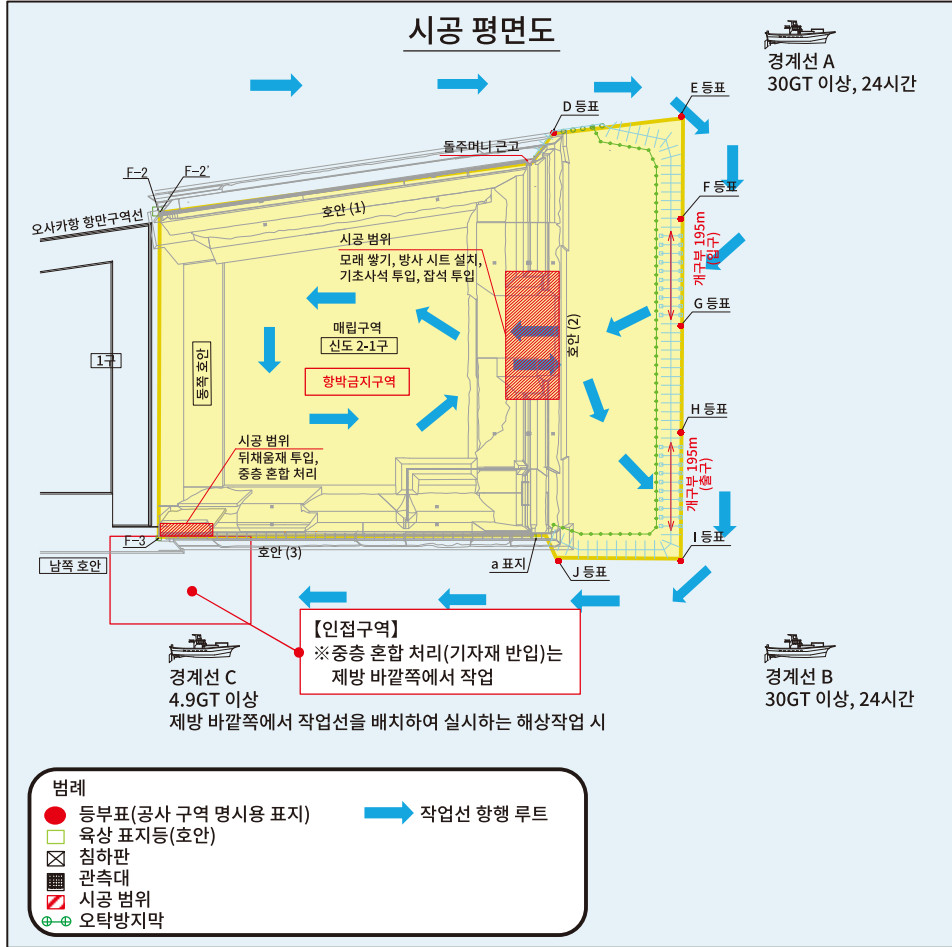 시공 평면도
경계선 A
30GT 이상, 24시간
E 등표
D 등표
돌주머니 근고
F-2
F-2'
F 등표
오사카항 항만구역선
호안 (1)
시공 범위
모래 쌓기, 방사 시트 설치,
기초사석 투입, 잡석 투입
개구부 195m
(입구)
매립구역
신도 2-1구
호안 (2)
G 등표
1구
동쪽 호안
항박금지구역
H 등표
시공 범위
뒤채움재 투입,
중층 혼합 처리
개구부 195m
(출구)
F-3
호안 (3)
a 표지
I 등표
남쪽 호안
J 등표
【인접구역】
※중층 혼합 처리(기자재 반입)는
제방 바깥쪽에서 작업
경계선 C
4.9GT 이상
제방 바깥쪽에서 작업선을 배치하여 실시하는 해상작업 시
경계선 B
30GT 이상, 24시간
범례
등부표(공사 구역 명시용 표지)
작업선 항행 루트
육상 표지등(호안)
침하판
관측대
시공 범위
오탁방지막